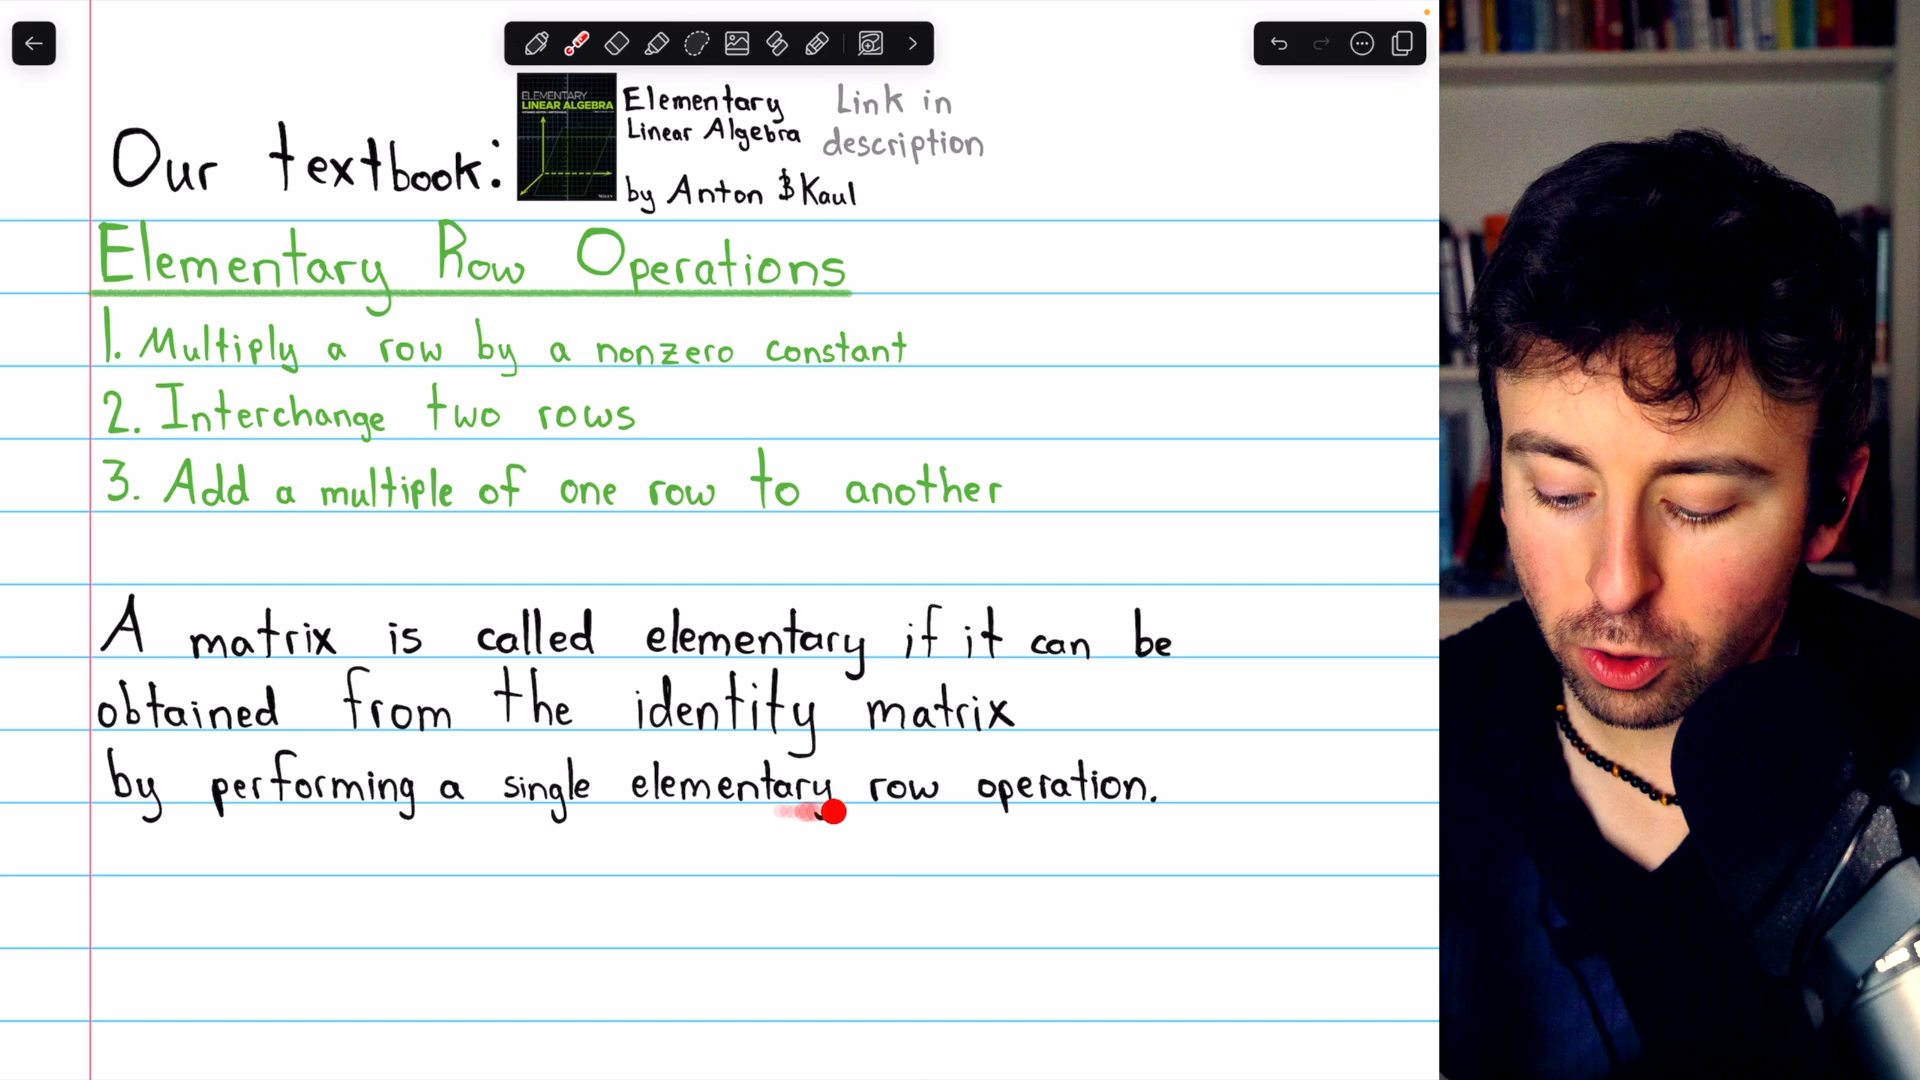 Our textbook:
ELEMENTARY
LINEAR ALGEBRA
Elementary
Linear Algebra
by Anton & Kaul
Link in
description
Elementary Row Operations
1. Multiply a row by a nonzero constant
2. Interchange two rows
3. Add a multiple of one row to another
A matrix is called elementary if it can be
obtained from the identity matrix
by performing a single elementary row operation.